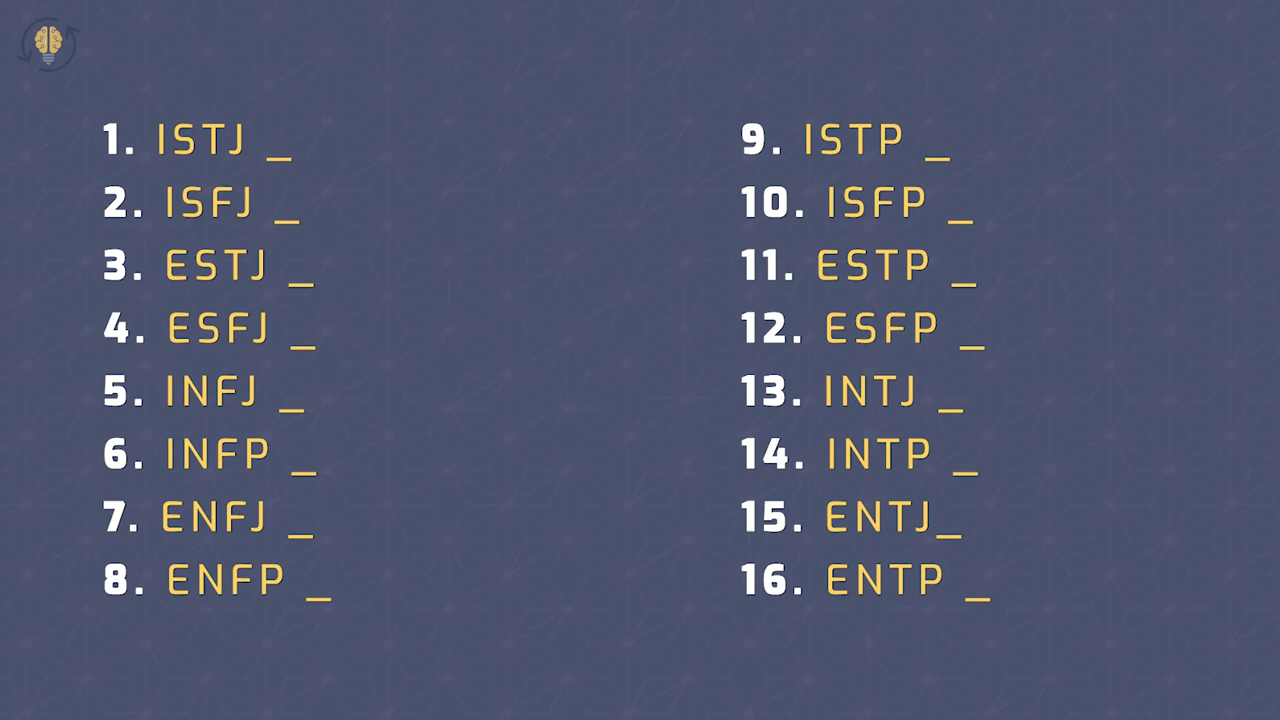 1. ISTJ _
2. ISFJ _
3. ESTJ _
4. ESFJ _
5. INFJ _
6. INFP _
7. ENFJ _
8. ENFP _
9. ISTP _
10. ISFP _
11. ESTP _
12. ESFP _
13. INTJ _
14. INTP _
15. ENTJ_
16. ENTP _